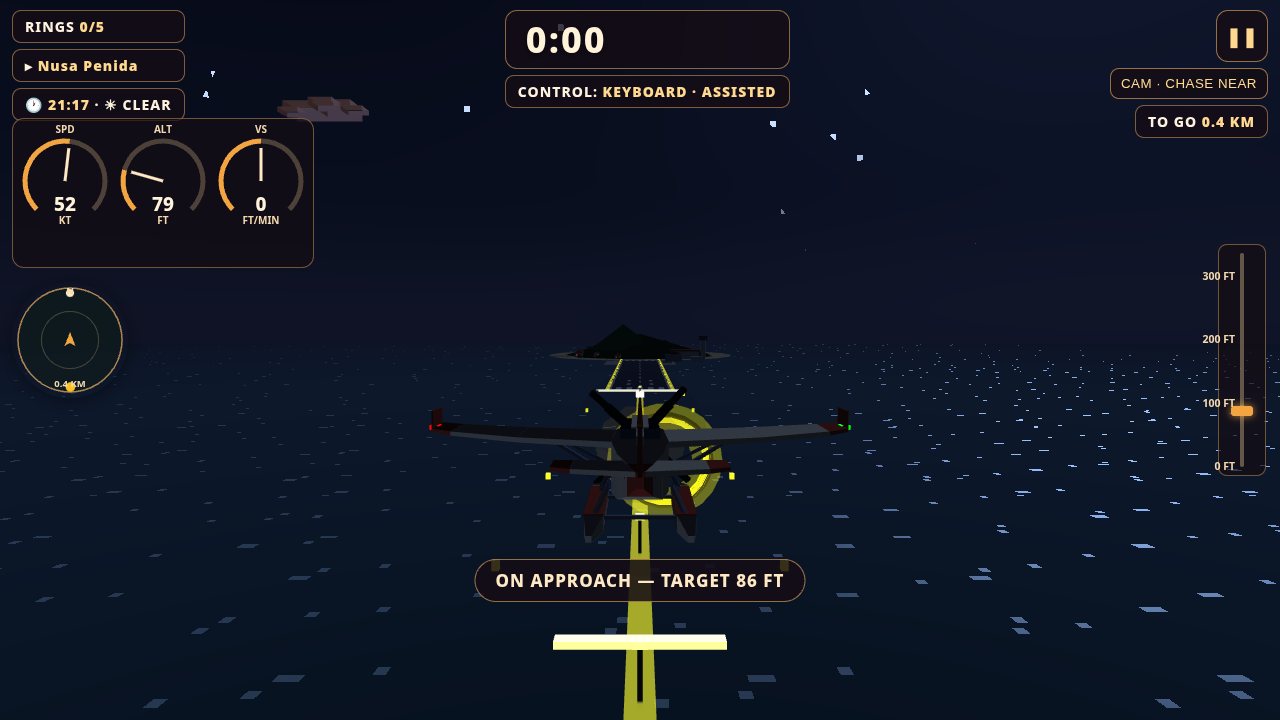 RINGS 0/5
▸ Nusa Penida
🕐 21:17 · ☀ CLEAR
SPD
ALT
VS
52
79
0
KT
FT
FT/MIN
0.4 KM
0:00
CONTROL: KEYBOARD · ASSISTED
CAM · CHASE NEAR
TO GO 0.4 KM
300 FT
200 FT
100 FT
0 FT
ON APPROACH — TARGET 86 FT